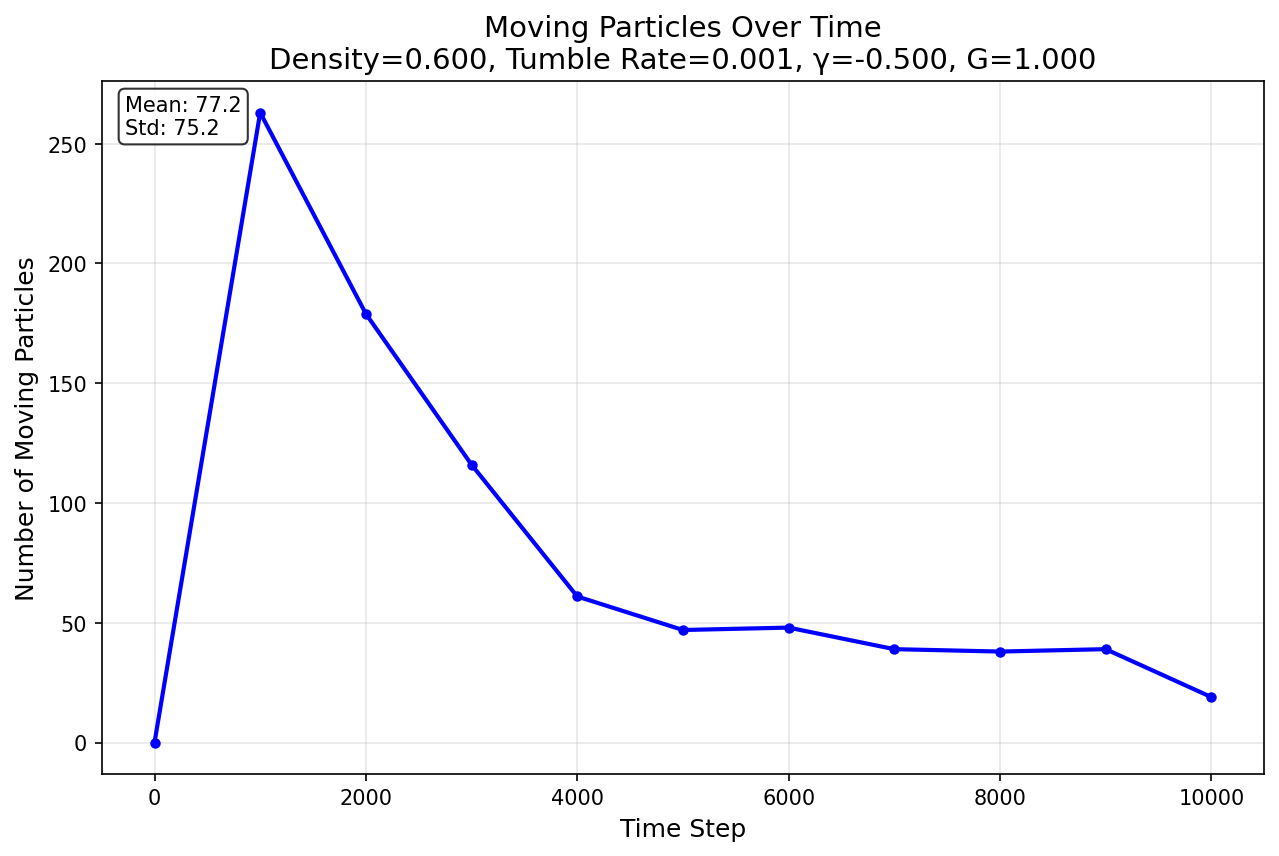 Moving Particles Over Time
Density=0.600, Tumble Rate=0.001, γ=-0.500, G=1.000
Mean: 77.2
Std: 75.2
Number of Moving Particles
250
200
150
100
50
0
0 2000 4000 6000 8000 10000
Time Step